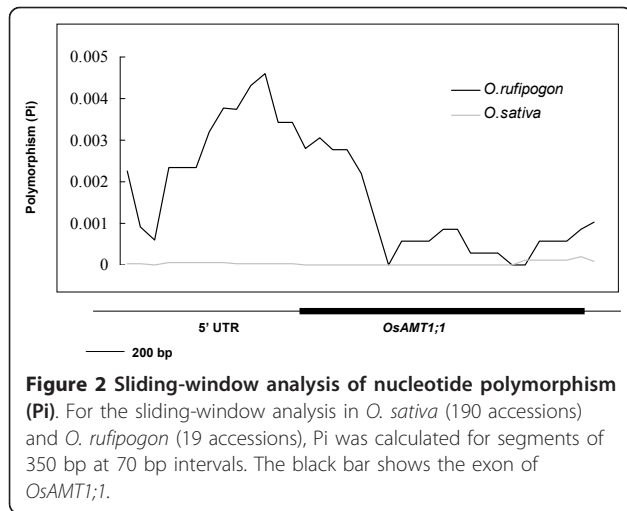 0.005
0.004
0.003
0.002
0.001
0
Polymorphism (Pi)
O.rufipogon
O.sativa
5' UTR
OsAMT1;1
200 bp
Figure 2 Sliding-window analysis of nucleotide polymorphism
(Pi). For the sliding-window analysis in O. sativa (190 accessions)
and O. rufipogon (19 accessions), Pi was calculated for segments of
350 bp at 70 bp intervals. The black bar shows the exon of
OsAMT1;1.